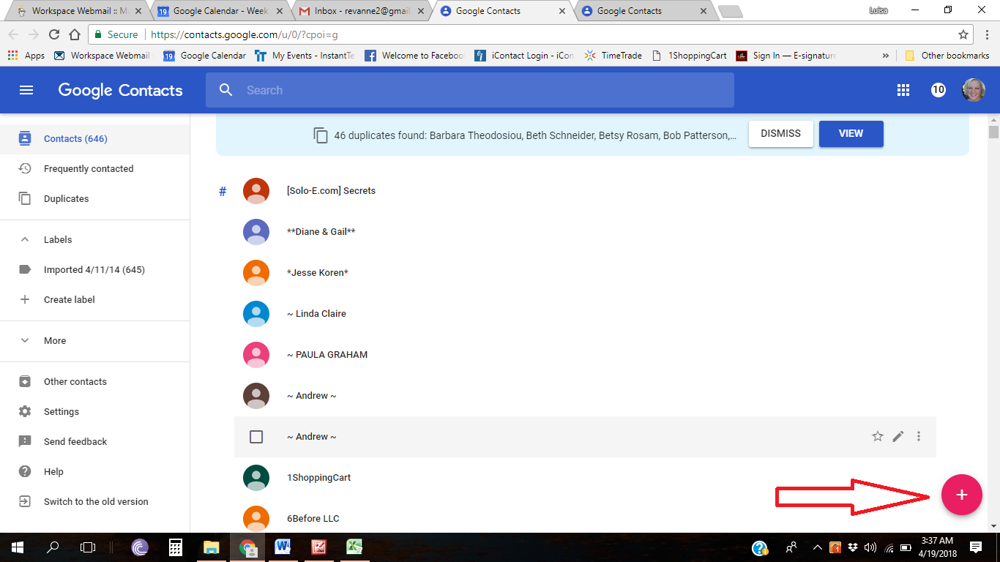 Workspace Webmail :: M
Google Calendar - Week
Inbox - revanne2@gmail
Google Contacts
Google Contacts
Luisa
Secure
https://contacts.google.com/u/0/?cpoi=g
Apps
Workspace Webmail
19
Google Calendar
My Events - InstantTe
Welcome to Faceboo
iContact Login - iCon
TimeTrade
1ShoppingCart
Sign In — E-signature
»
Other bookmarks
Google Contacts
Search
10
Contacts (646)
Frequently contacted
Duplicates
Labels
Imported 4/11/14 (645)
Create label
More
Other contacts
Settings
Send feedback
Help
Switch to the old version
46 duplicates found: Barbara Theodosiou, Beth Schneider, Betsy Rosam, Bob Patterson,...
DISMISS
VIEW
#
[Solo-E.com] Secrets
**Diane & Gail**
*Jesse Koren*
~ Linda Claire
~ PAULA GRAHAM
~ Andrew ~
~ Andrew ~
1ShoppingCart
6Before LLC
3:37 AM
4/19/2018